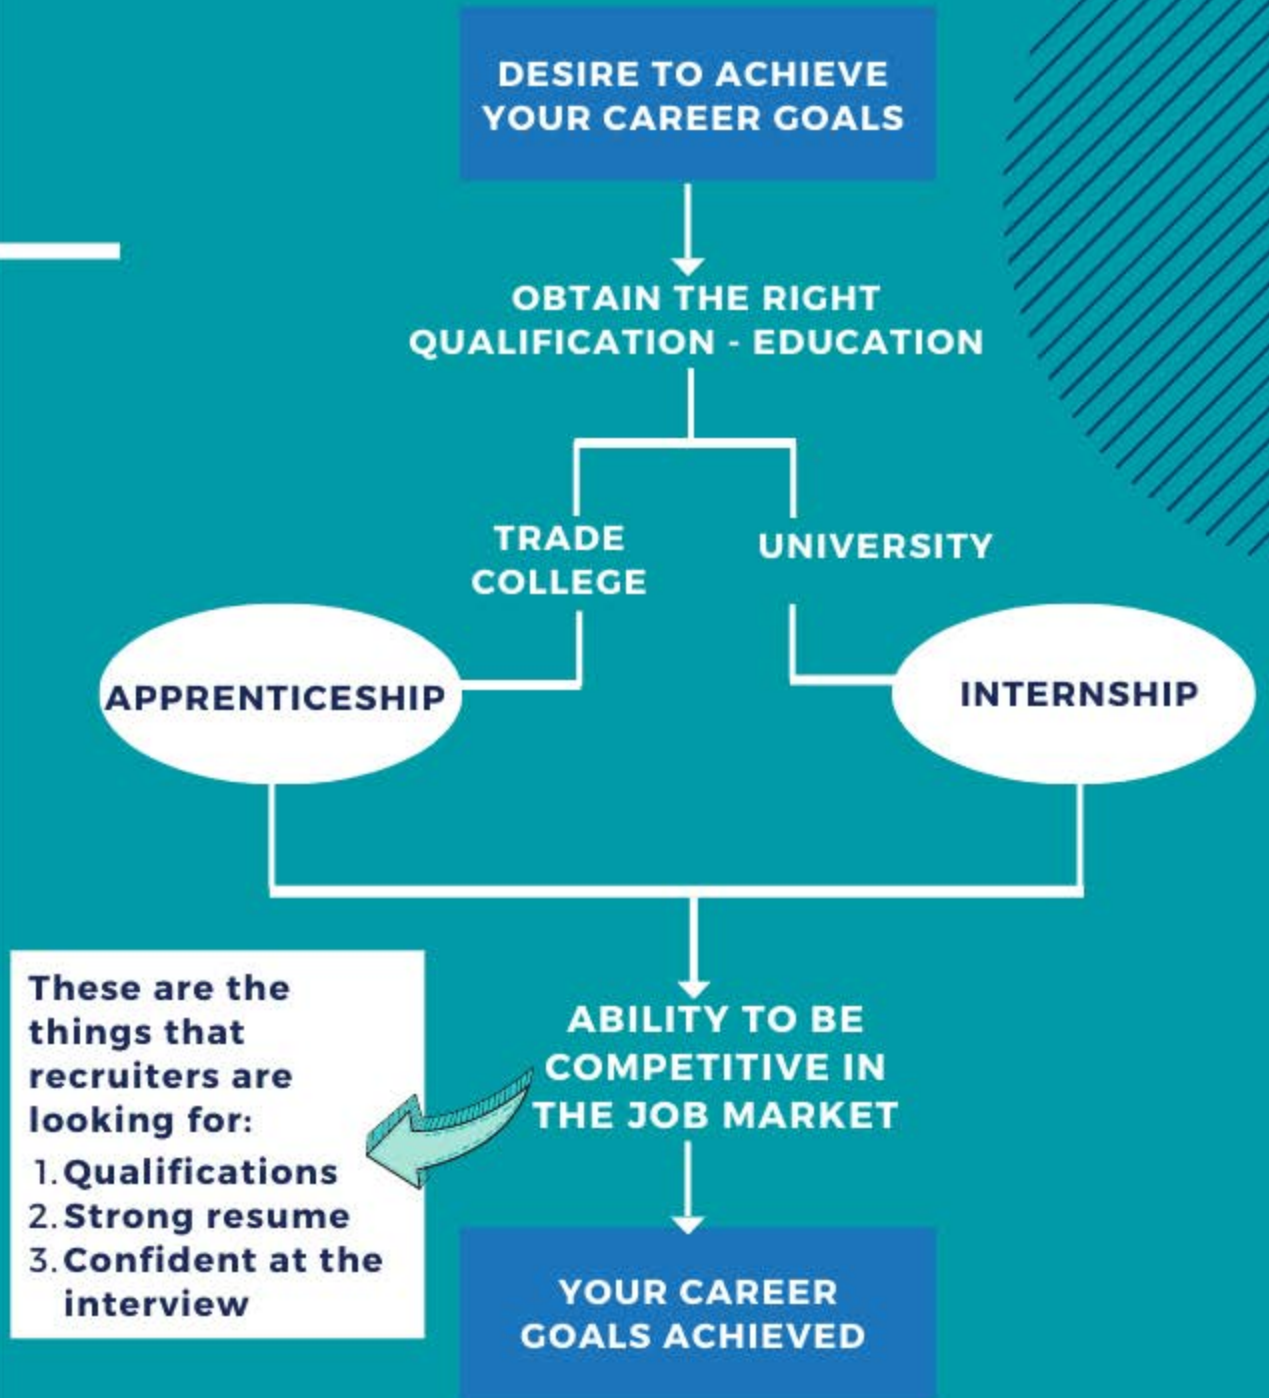 DESIRE TO ACHIEVE
YOUR CAREER GOALS
OBTAIN THE RIGHT
QUALIFICATION - EDUCATION
TRADE
COLLEGE
UNIVERSITY
APPRENTICESHIP
INTERNSHIP
ABILITY TO BE
COMPETITIVE IN
THE JOB MARKET
These are the
things that
recruiters are
looking for:
1. Qualifications
2. Strong resume
3. Confident at the
interview
YOUR CAREER
GOALS ACHIEVED